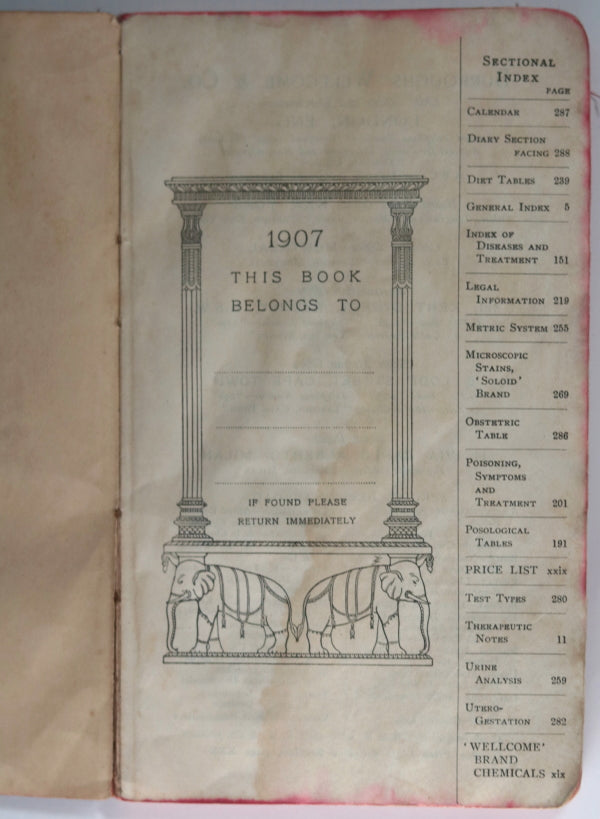 1907
THIS BOOK
BELONGS TO
IF FOUND PLEASE
RETURN IMMEDIATELY
SECTIONAL
INDEX
PAGE
CALENDAR 287
DIARY SECTION
FACING 288
DIET TABLES 239
GENERAL INDEX 5
INDEX OF
DISEASES AND
TREATMENT 151
LEGAL
INFORMATION 219
METRIC SYSTEM 255
MICROSCOPIC
STAINS,
'SOLOID'
BRAND 269
OBSTETRIC
TABLE 286
POISONING,
SYMPTOMS
AND
TREATMENT 201
POSOLOGICAL
TABLES 191
PRICE LIST xxix
TEST TYPES 280
THERAPEUTIC
NOTES 11
URINE
ANALYSIS 259
UTERO-
GESTATION 282
'WELLCOME'
BRAND
CHEMICALS xix